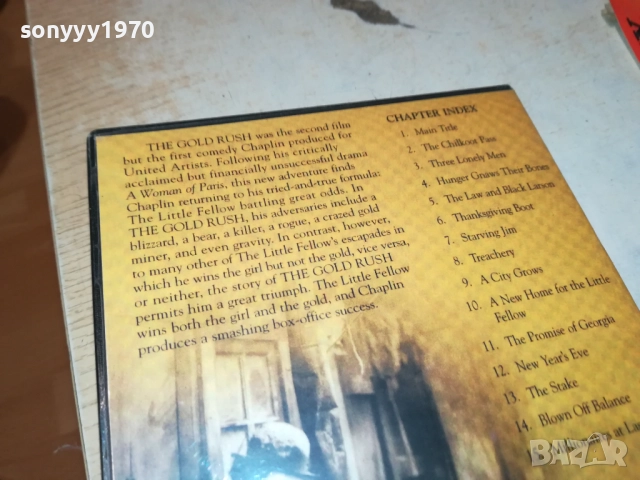 sonyyy1970
THE GOLD RUSH was the second film
but the first comedy Chaplin produced for
United Artists. Following his critically
acclaimed but financially unsuccessful drama
A Woman of Paris, this new adventure finds
Chaplin returning to his tried-and-true formula:
The Little Fellow battling great odds. In
THE GOLD RUSH, his adversaries include a
blizzard, a bear, a killer, a rogue, a crazed gold
miner, and even gravity. In contrast, however,
to many other of The Little Fellow's escapades in
which he wins the girl but not the gold, vice versa,
or neither, the story of THE GOLD RUSH
permits him a great triumph. The Little Fellow
wins both the girl and the gold, and Chaplin
produces a smashing box-office success.
CHAPTER INDEX
1. Main Title
2. The Chilkoot Pass
3. Three Lonely Men
4. Hunger Gnaws Their Bones
5. The Law and Black Larson
6. Thanksgiving Boot
7. Starving Jim
8. Treachery
9. A City Grows
10. A New Home for the Little
Fellow
11. The Promise of Georgia
12. New Year's Eve
13. The Stake
14. Blown Off Balance
at
BAZAR.BG